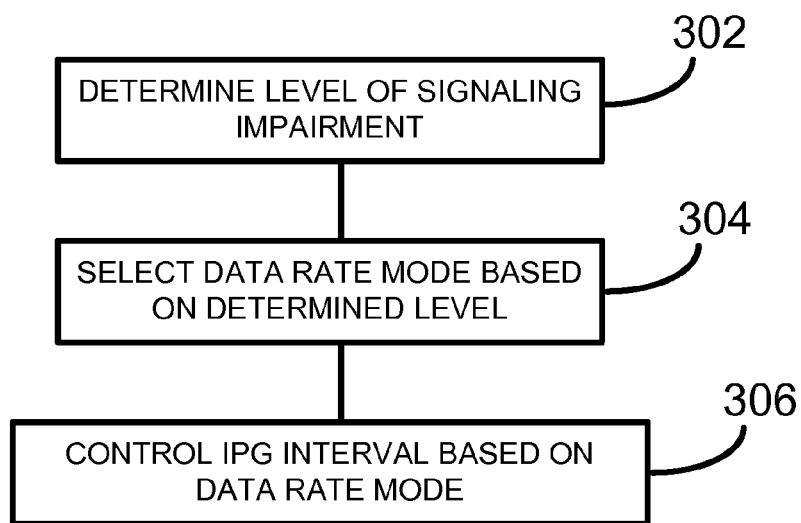 302
DETERMINE LEVEL OF SIGNALING
IMPAIRMENT
304
SELECT DATA RATE MODE BASED
ON DETERMINED LEVEL
306
CONTROL IPG INTERVAL BASED ON
DATA RATE MODE